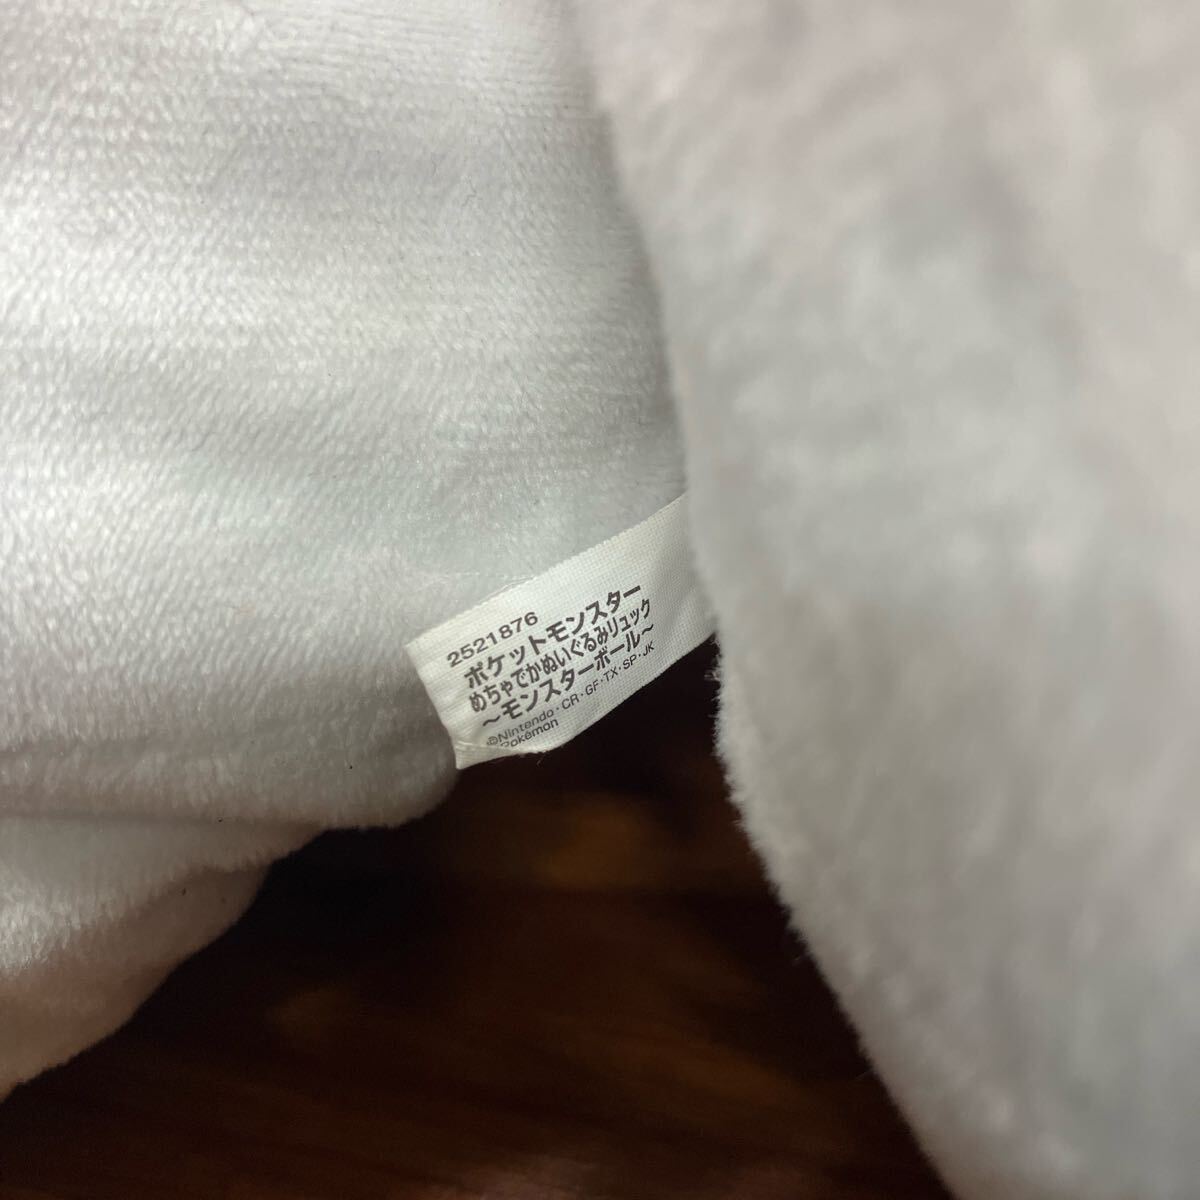 2521876
ポケットモンスター
めちゃでかぬいぐるみリュック
～モンスターボール～
©Nintendo・CR・GF・TX・SP・JK
Pokémon